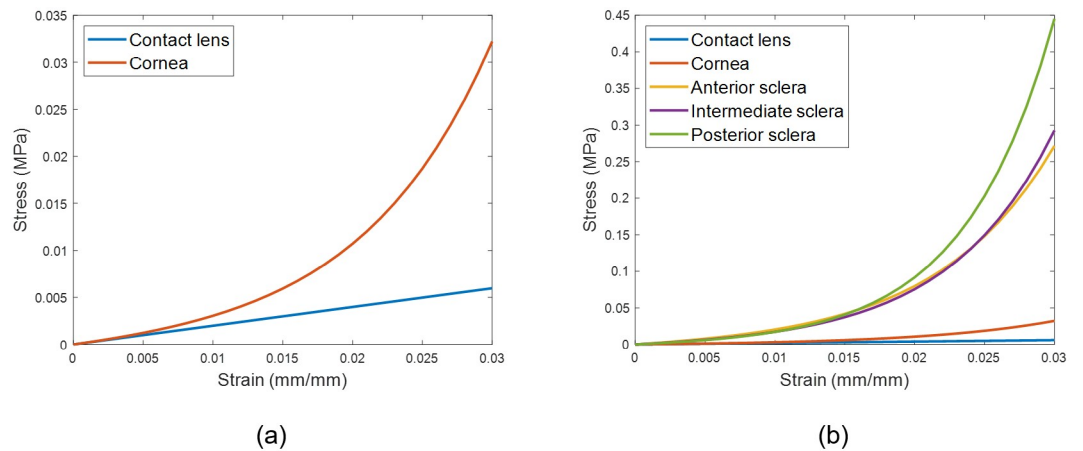 0.035
0.03
0.025
0.02
0.015
0.01
0.005
0
Stress (MPa)
Contact lens
Cornea
0 0.005 0.01 0.015 0.02 0.025 0.03
Strain (mm/mm)
(a)
0.45
0.4
0.35
0.3
0.25
0.2
0.15
0.1
0.05
0
Stress (MPa)
Contact lens
Cornea
Anterior sclera
Intermediate sclera
Posterior sclera
0 0.005 0.01 0.015 0.02 0.025 0.03
Strain (mm/mm)
(b)